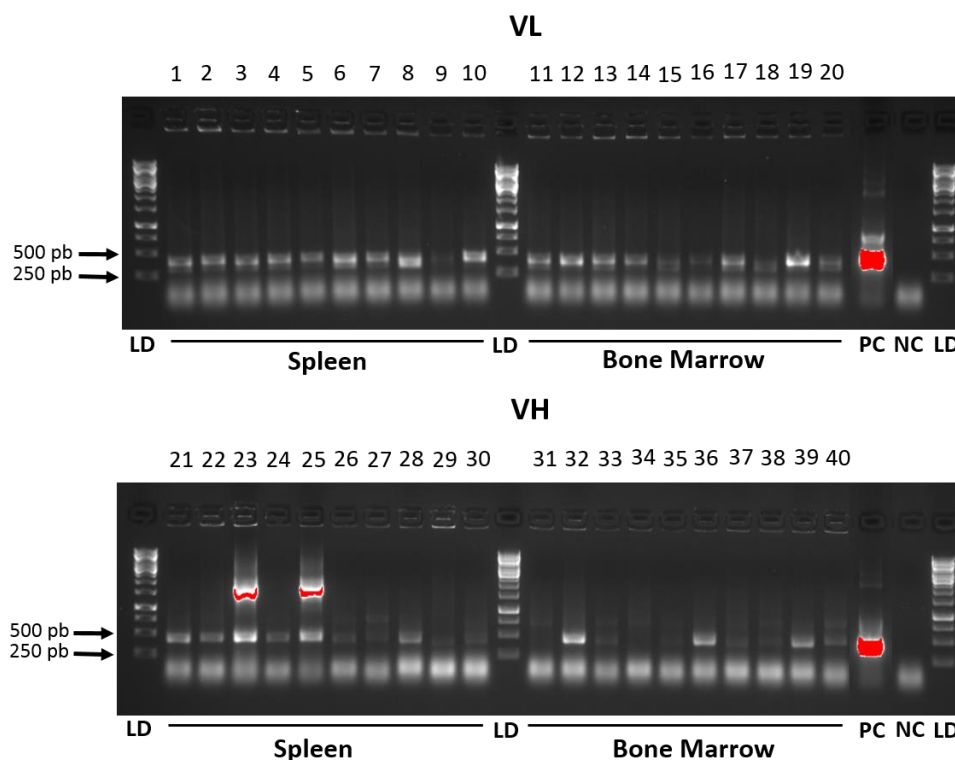 VL
1 2 3 4 5 6 7 8 9 10 11 12 13 14 15 16 17 18 19 20
500 pb
250 pb
LD Spleen LD Bone Marrow PC NC LD
VH
21 22 23 24 25 26 27 28 29 30 31 32 33 34 35 36 37 38 39 40
500 pb
250 pb
LD Spleen LD Bone Marrow PC NC LD